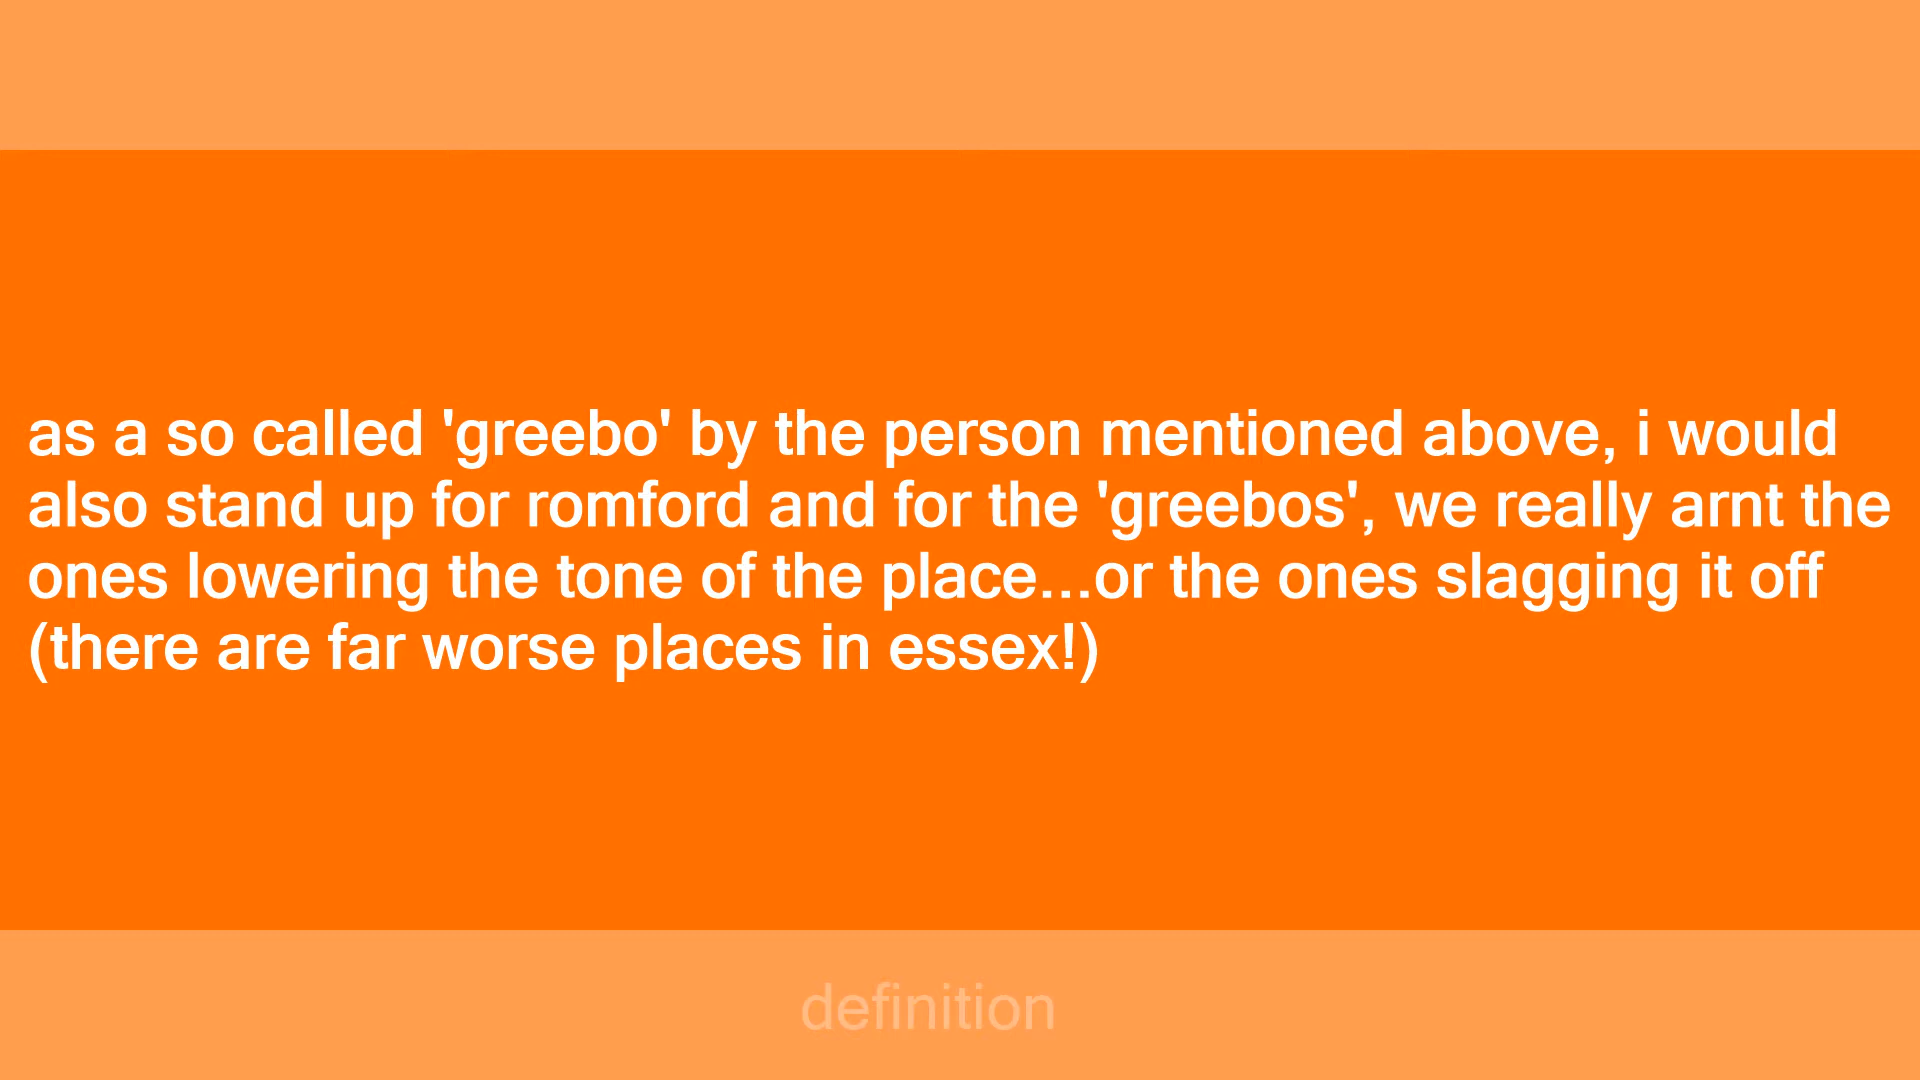 as a so called 'greebo' by the person mentioned above, i would
also stand up for romford and for the 'greebos', we really arnt the
ones lowering the tone of the place...or the ones slagging it off
(there are far worse places in essex!)
definition